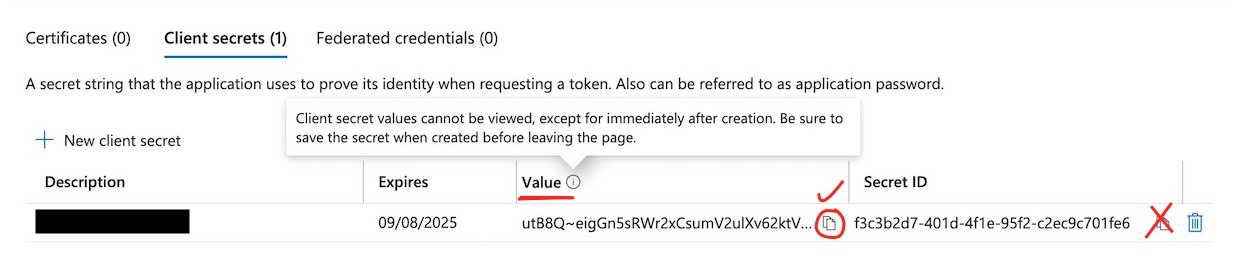 Certificates (0) Client secrets (1) Federated credentials (0)
A secret string that the application uses to prove its identity when requesting a token. Also can be referred to as application password.
Client secret values cannot be viewed, except for immediately after creation. Be sure to
save the secret when created before leaving the page.
New client secret
Description Expires Value Secret ID
09/08/2025 utB8Q~eigGn5sRWr2xCsumV2ulXv62ktV... f3c3b2d7-401d-4f1e-95f2-c2ec9c701fe6